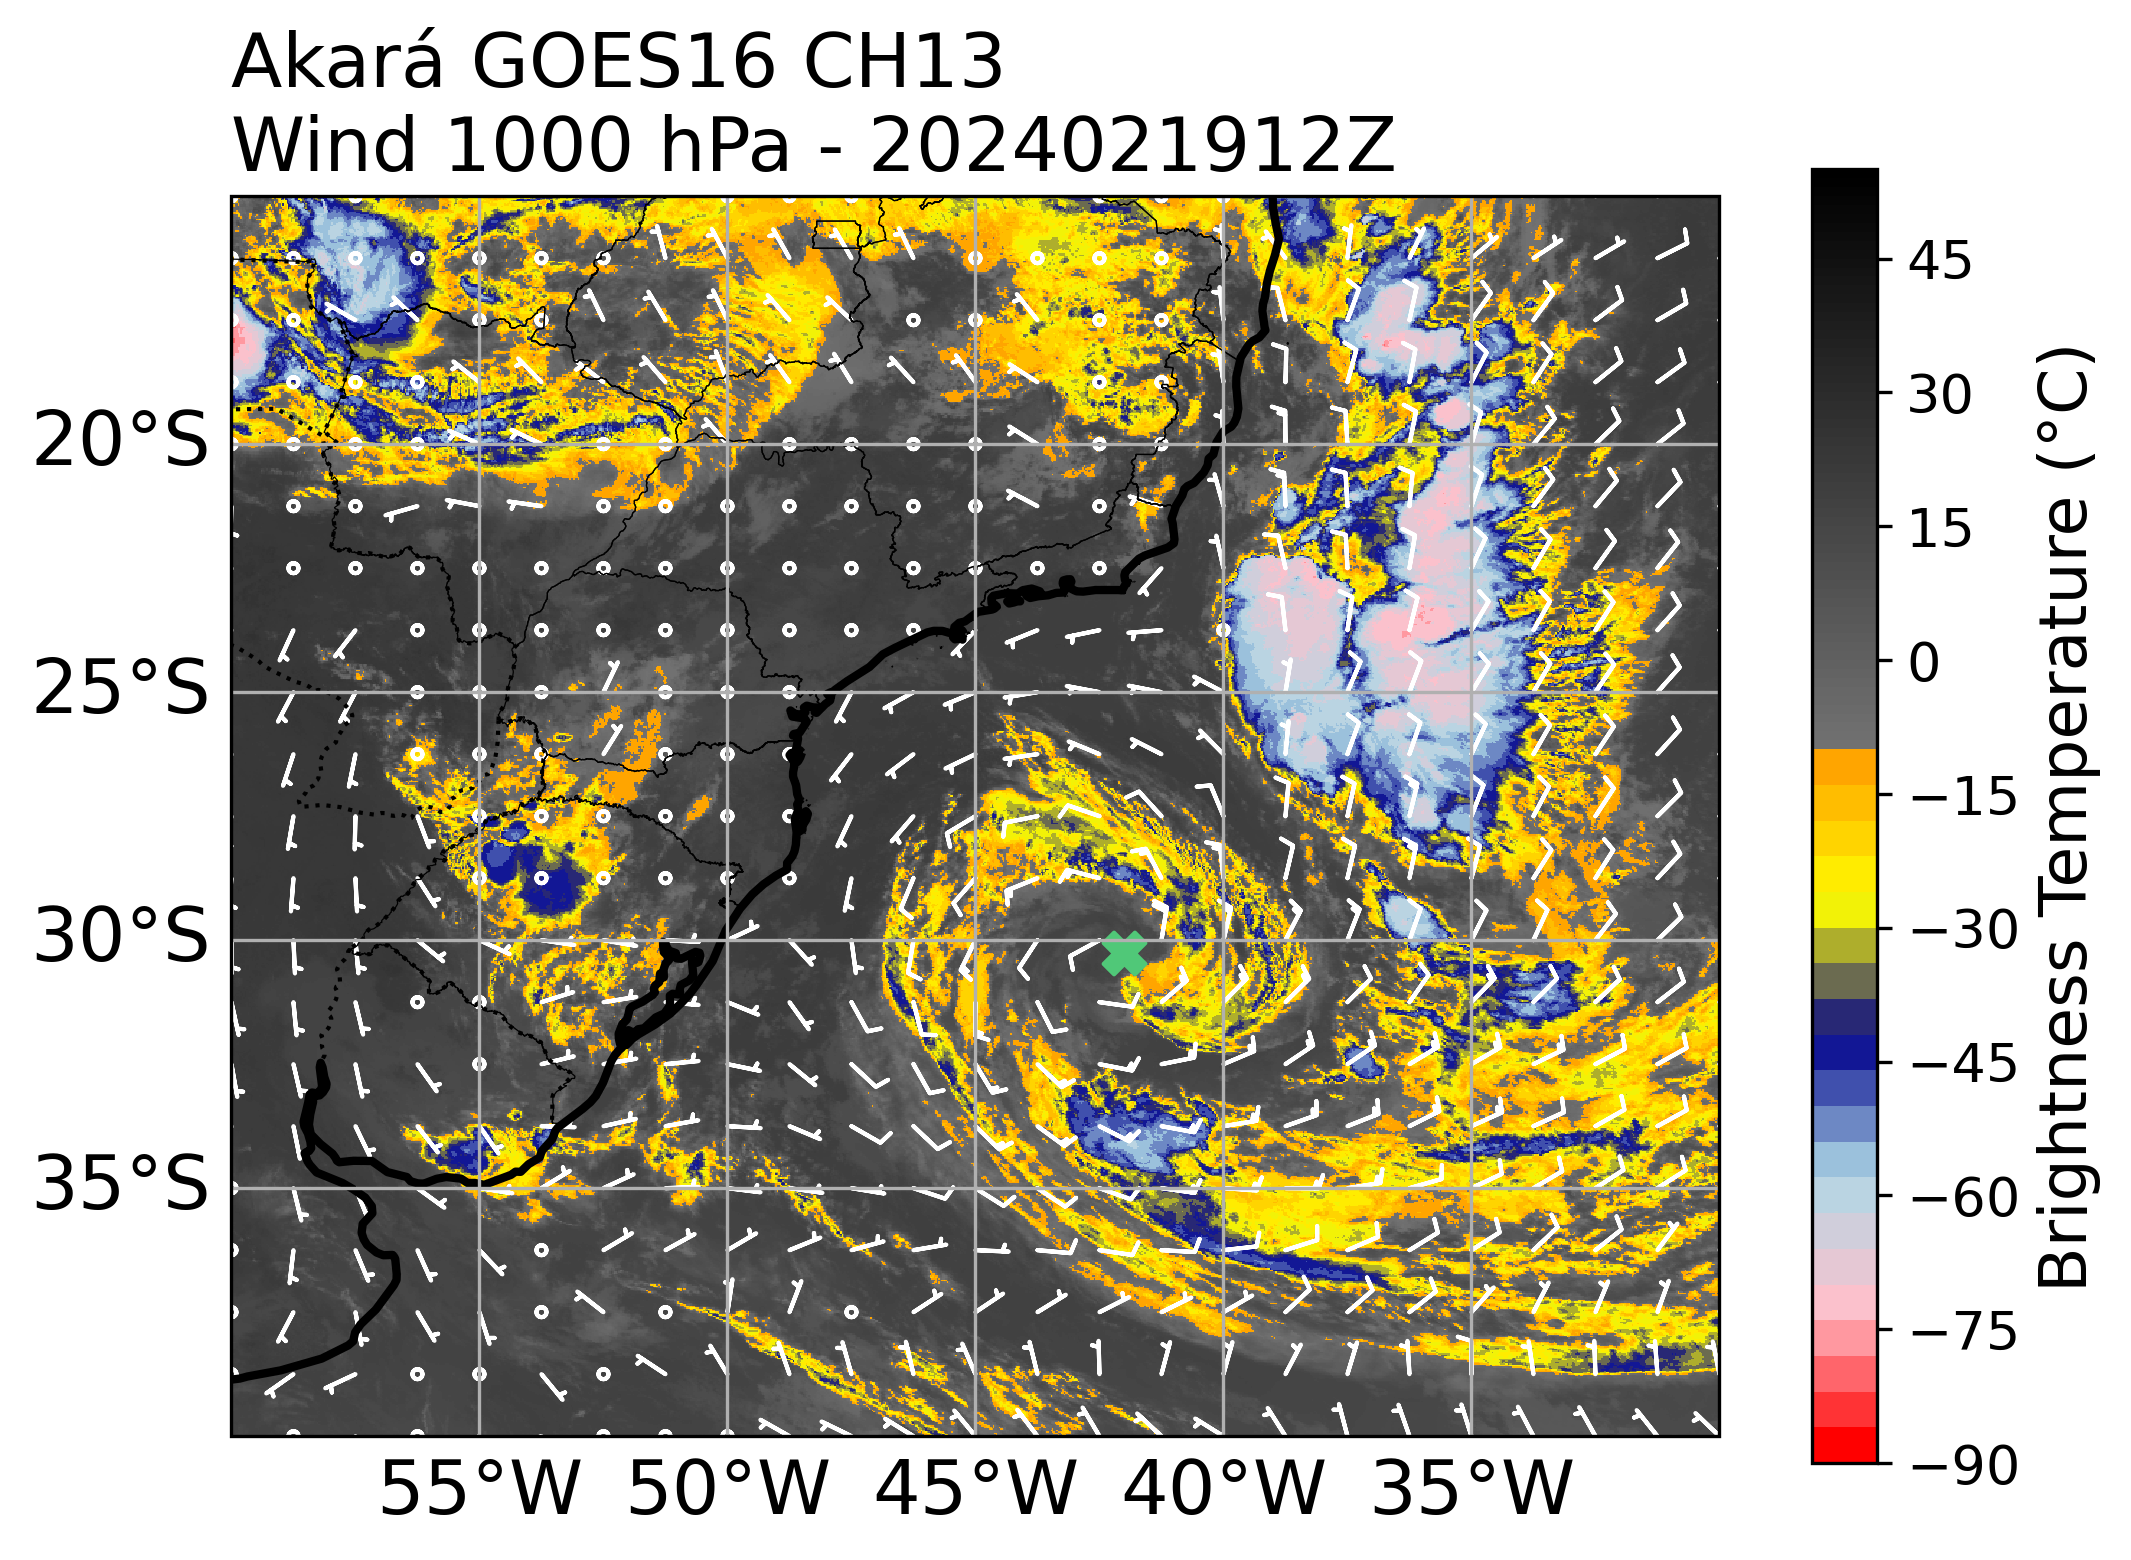 Akará GOES16 CH13
Wind 1000 hPa - 2024021912Z
20°S
25°S
30°S
35°S
55°W 50°W 45°W 40°W 35°W
45
30
15
0
−15
−30
−45
−60
−75
−90
Brightness Temperature (°C)